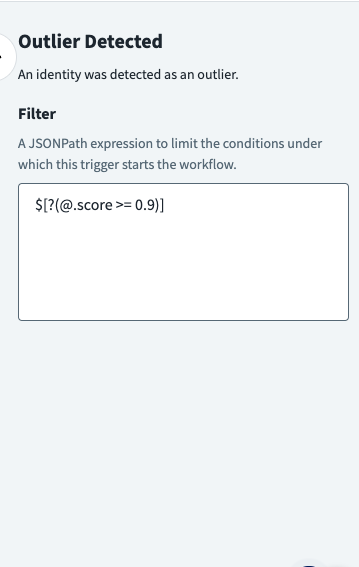 Outlier Detected
An identity was detected as an outlier.
Filter
A JSONPath expression to limit the conditions under
which this trigger starts the workflow.
$[?(@.score >= 0.9)]